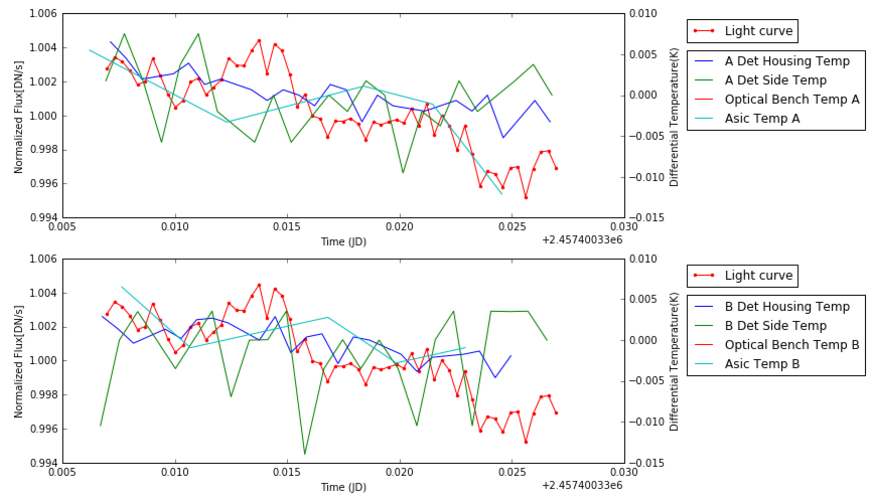 1.006
1.004
1.002
1.000
0.998
0.996
0.994
Normalized Flux[DN/s]
0.005
0.010
0.015
0.020
0.025
0.030
Time (JD)
+2.45740033e6
0.010
0.005
0.000
−0.005
−0.010
−0.015
Differential Temperature(K)
Light curve
A Det Housing Temp
A Det Side Temp
Optical Bench Temp A
Asic Temp A
1.006
1.004
1.002
1.000
0.998
0.996
0.994
Normalized Flux[DN/s]
0.005
0.010
0.015
0.020
0.025
0.030
Time (JD)
+2.45740033e6
0.010
0.005
0.000
−0.005
−0.010
−0.015
Differential Temperature(K)
Light curve
B Det Housing Temp
B Det Side Temp
Optical Bench Temp B
Asic Temp B